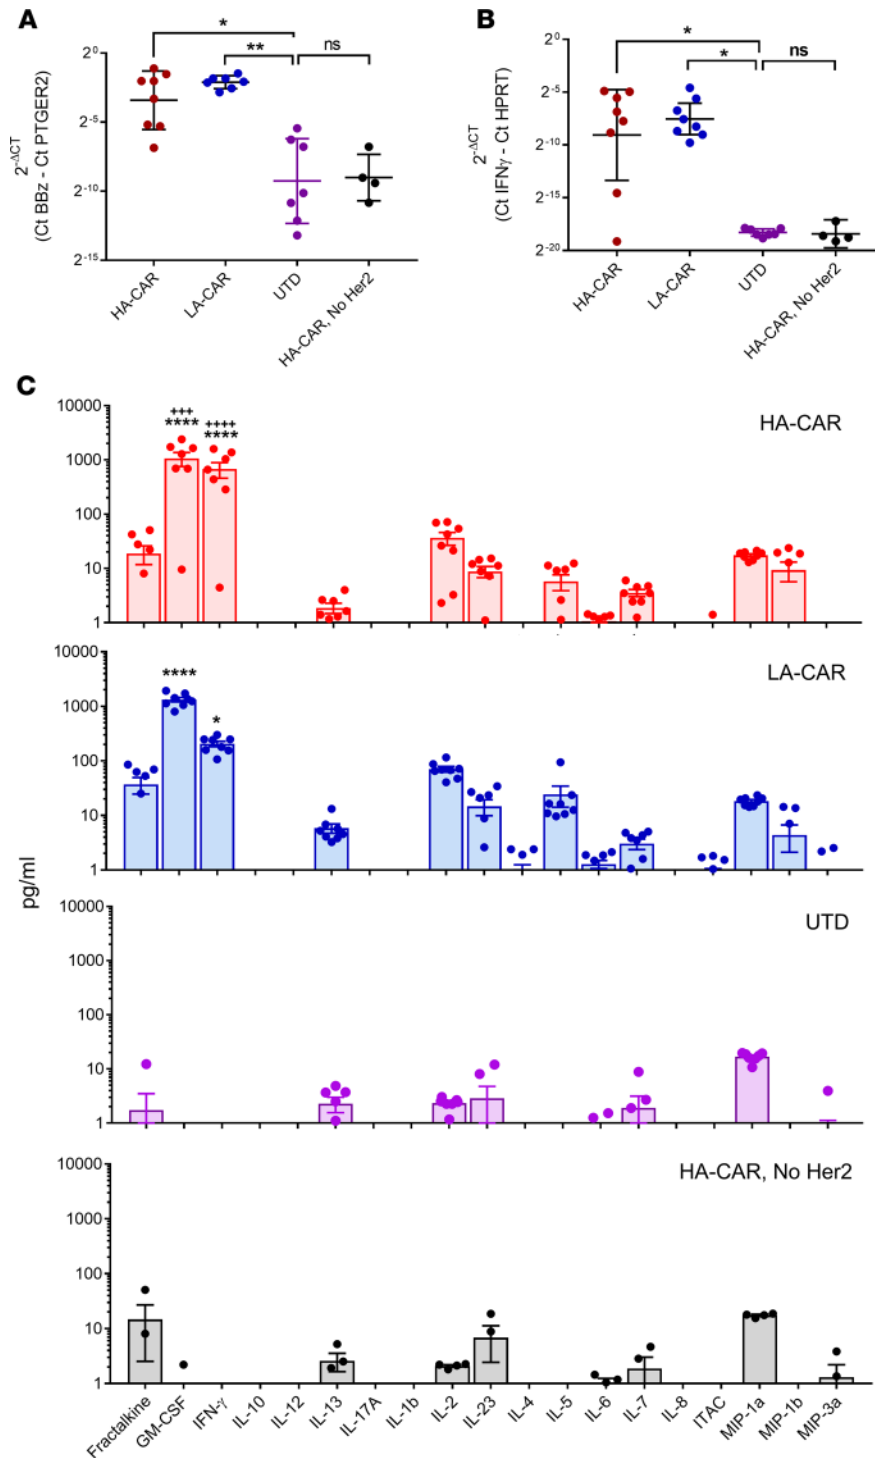 A
*
**
ns
2^0
2^-5
2^-10
2^-15
2^-ΔCT
(Ct BBz - Ct PTGER2)
HA-CAR
LA-CAR
UTD
HA-CAR, No Her2
B
*
*
ns
2^0
2^-5
2^-10
2^-15
2^-20
2^-ΔCT
(Ct IFNγ - Ct HPRT)
HA-CAR
LA-CAR
UTD
HA-CAR, No Her2
C
pg/ml
HA-CAR
10000
1000
100
10
1
+++
****
++++
****
LA-CAR
10000
1000
100
10
1
****
*
UTD
10000
1000
100
10
1
HA-CAR, No Her2
10000
1000
100
10
1
Fractalkine
GM-CSF
IFN-γ
IL-10
IL-12
IL-13
IL-17A
IL-1b
IL-2
IL-23
IL-4
IL-5
IL-6
IL-7
IL-8
ITAC
MIP-1a
MIP-1b
MIP-3a